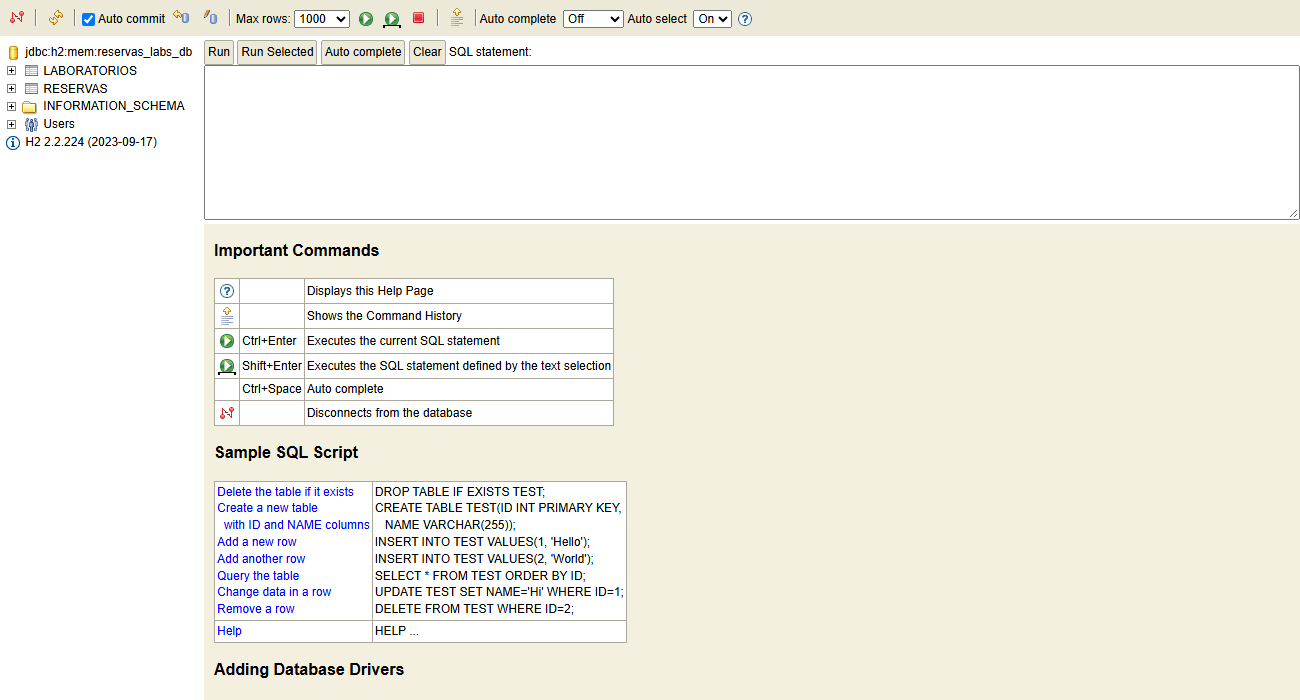 Auto commit Max rows: 1000 Auto complete Off Auto select On ?
jdbc:h2:mem:reservas_labs_db
LABORATORIOS
RESERVAS
INFORMATION_SCHEMA
Users
H2 2.2.224 (2023-09-17)
Run Run Selected Auto complete Clear SQL statement:
Important Commands
? Displays this Help Page
Shows the Command History
Ctrl+Enter Executes the current SQL statement
Shift+Enter Executes the SQL statement defined by the text selection
Ctrl+Space Auto complete
Disconnects from the database
Sample SQL Script
Delete the table if it exists DROP TABLE IF EXISTS TEST;
Create a new table CREATE TABLE TEST(ID INT PRIMARY KEY,
with ID and NAME columns NAME VARCHAR(255));
Add a new row INSERT INTO TEST VALUES(1, 'Hello');
Add another row INSERT INTO TEST VALUES(2, 'World');
Query the table SELECT * FROM TEST ORDER BY ID;
Change data in a row UPDATE TEST SET NAME='Hi' WHERE ID=1;
Remove a row DELETE FROM TEST WHERE ID=2;
Help HELP ...
Adding Database Drivers